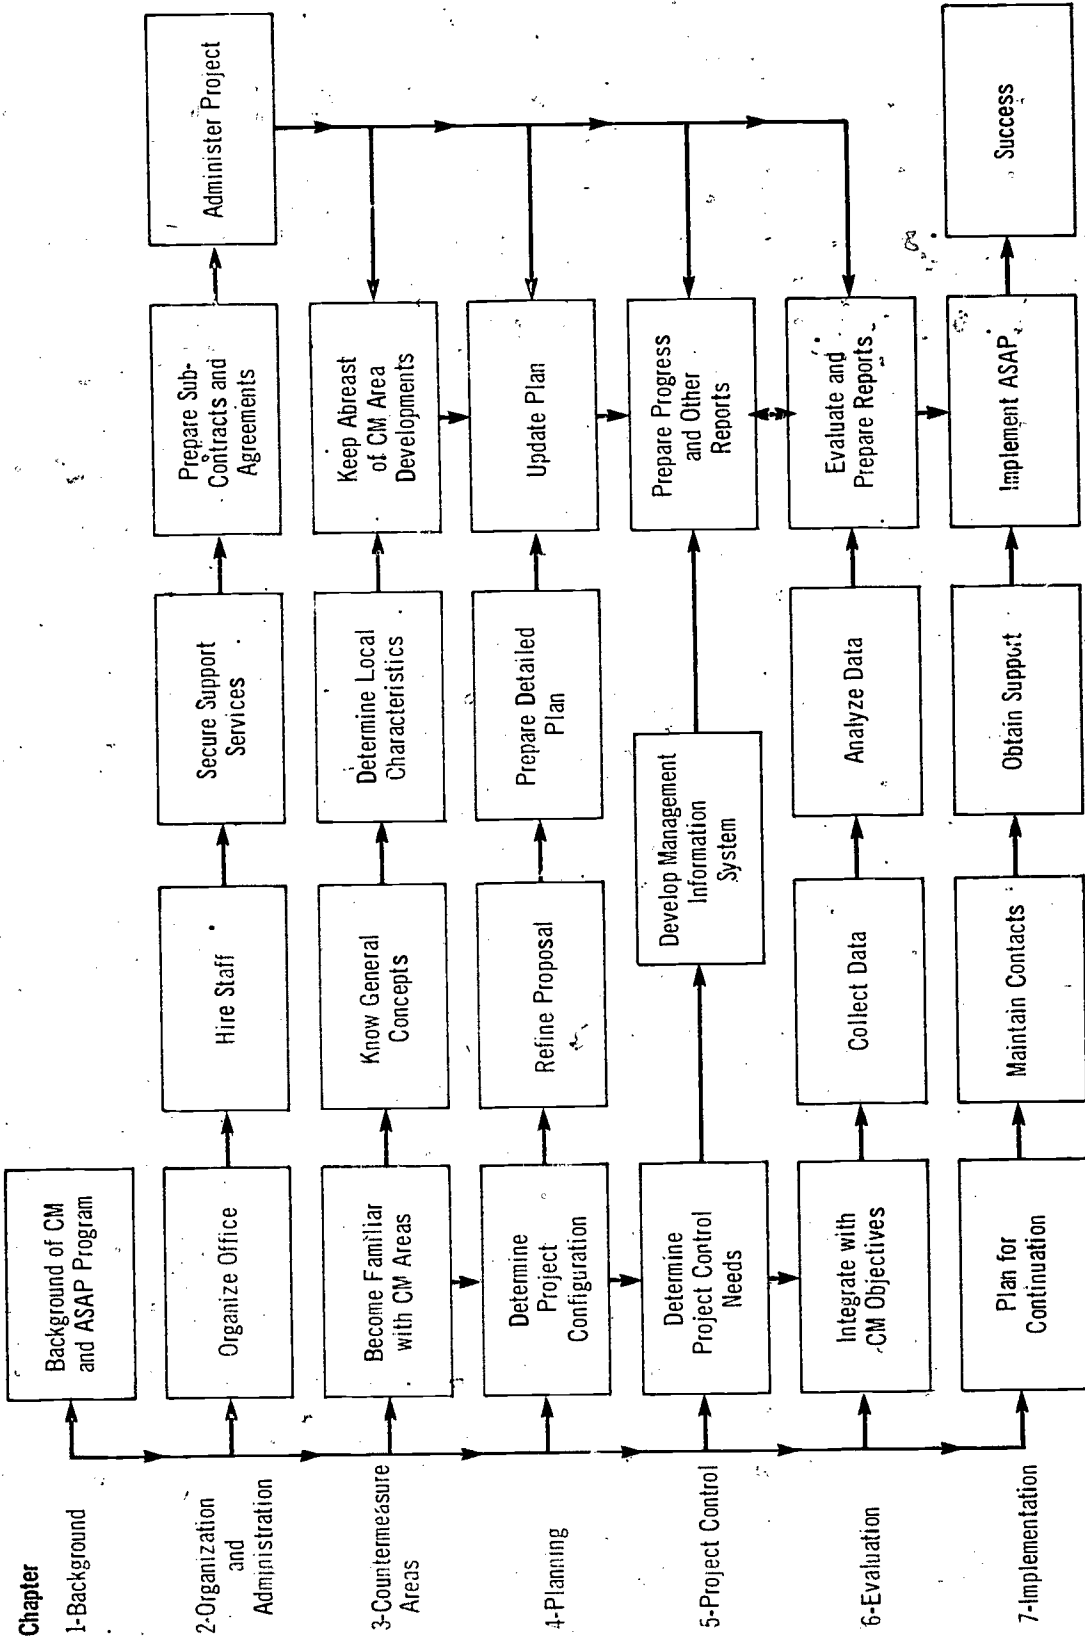 Chapter
1-Background
Background of CM
and ASAP Program
2-Organization
and
Administration
Organize Office
Hire Staff
Secure Support
Services
Prepare Sub-
Contracts and
Agreements
Administer Project
3-Countermeasure
Areas
Become Familiar
with CM Areas
Know General
Concepts
Determine Local
Characteristics
Keep Abreast
of CM Area
Developments
4-Planning
Determine
Project
Configuration
Refine Proposal
Prepare Detailed
Plan
Update Plan
5-Project Control
Determine
Project Control
Needs
Develop Management
Information
System
Prepare Progress
and Other
Reports
6-Evaluation
Integrate with
CM Objectives
Collect Data
Analyze Data
Evaluate and
Prepare Reports
7-Implementation
Plan for
Continuation
Maintain Contacts
Obtain Support
Implement ASAP
Success